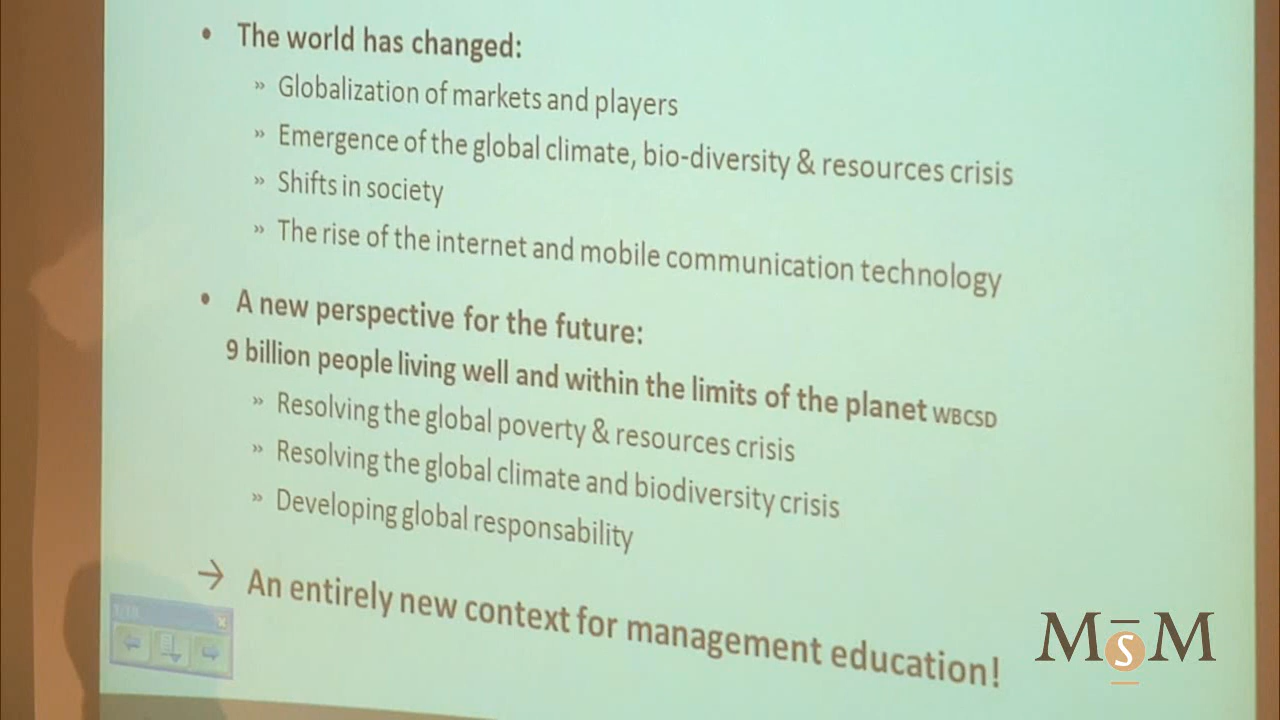 • The world has changed:
» Globalization of markets and players
» Emergence of the global climate, bio-diversity & resources crisis
» Shifts in society
» The rise of the internet and mobile communication technology
• A new perspective for the future:
9 billion people living well and within the limits of the planet WBCSD
» Resolving the global poverty & resources crisis
» Resolving the global climate and biodiversity crisis
» Developing global responsability
→ An entirely new context for management education!
MSM